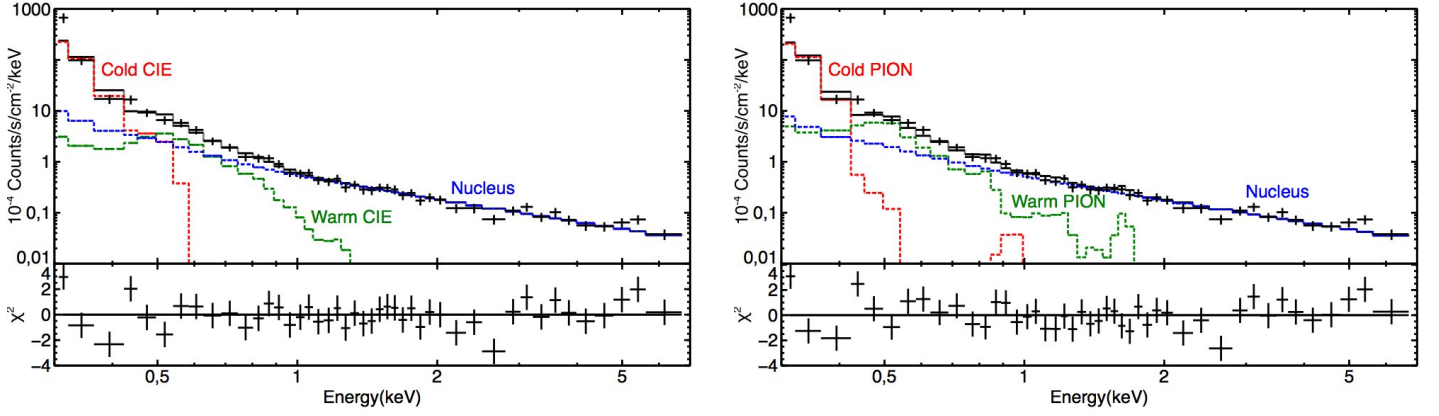 1000
10
1
0,1
0,01
10⁻⁴ Counts/s/cm⁻²/keV
Cold CIE
Nucleus
Warm CIE
4
2
0
−2
−4
χ²
0,5
1
2
5
Energy(keV)
1000
10
1
0,1
0,01
10⁻⁴ Counts/s/cm⁻²/keV
Cold PION
Nucleus
Warm PION
4
2
0
−2
−4
χ²
0,5
1
2
5
Energy(keV)